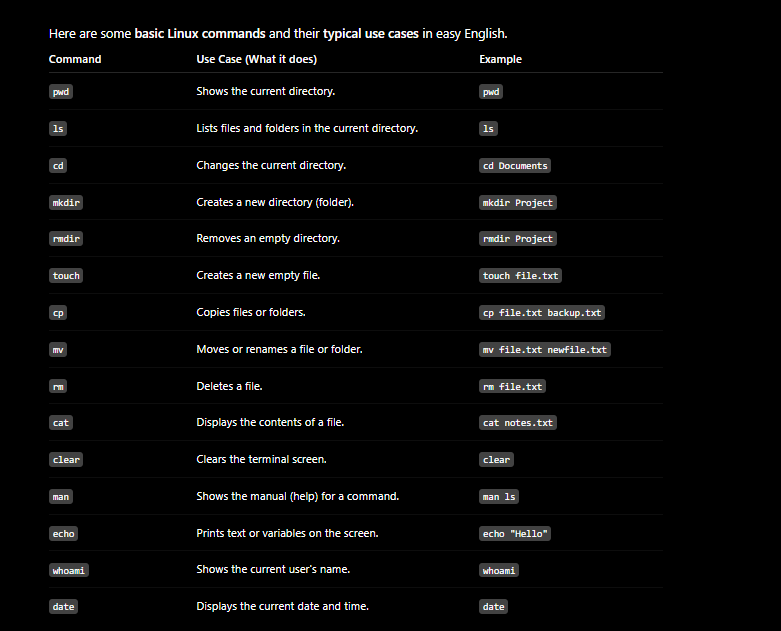 Here are some basic Linux commands and their typical use cases in easy English.
Command Use Case (What it does) Example
pwd Shows the current directory. pwd
ls Lists files and folders in the current directory. ls
cd Changes the current directory. cd Documents
mkdir Creates a new directory (folder). mkdir Project
rmdir Removes an empty directory. rmdir Project
touch Creates a new empty file. touch file.txt
cp Copies files or folders. cp file.txt backup.txt
mv Moves or renames a file or folder. mv file.txt newfile.txt
rm Deletes a file. rm file.txt
cat Displays the contents of a file. cat notes.txt
clear Clears the terminal screen. clear
man Shows the manual (help) for a command. man ls
echo Prints text or variables on the screen. echo "Hello"
whoami Shows the current user's name. whoami
date Displays the current date and time. date